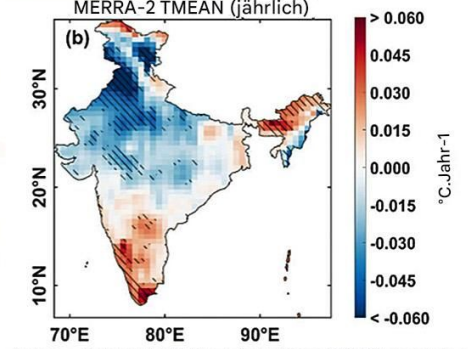 MERRA-2 TMEAN (jährlich)
(b)
30°N
20°N
10°N
70°E
80°E
90°E
> 0.060
0.045
0.030
0.015
0.000
-0.015
-0.030
-0.045
< -0.060
°C.Jahr-1